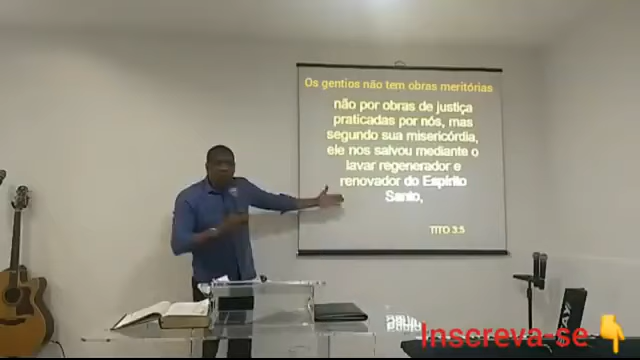 Os gentios não tem obras meritórias
não por obras de justiça
praticadas por nós, mas
segundo sua misericórdia,
ele nos salvou mediante o
lavar regenerador e
renovador do Espírito
Santo,
TITO 3:5
Inscreva-se👇